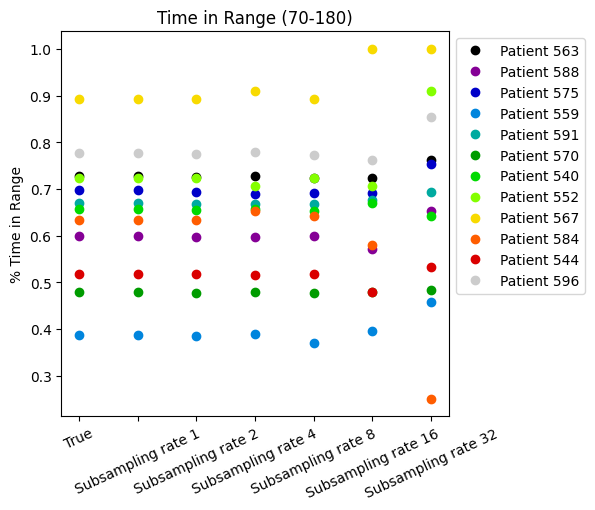 Time in Range (70-180)
% Time in Range
1.0
0.9
0.8
0.7
0.6
0.5
0.4
0.3
True
Subsampling rate 1
Subsampling rate 2
Subsampling rate 4
Subsampling rate 8
Subsampling rate 16
Subsampling rate 32
Patient 563
Patient 588
Patient 575
Patient 559
Patient 591
Patient 570
Patient 540
Patient 552
Patient 567
Patient 584
Patient 544
Patient 596